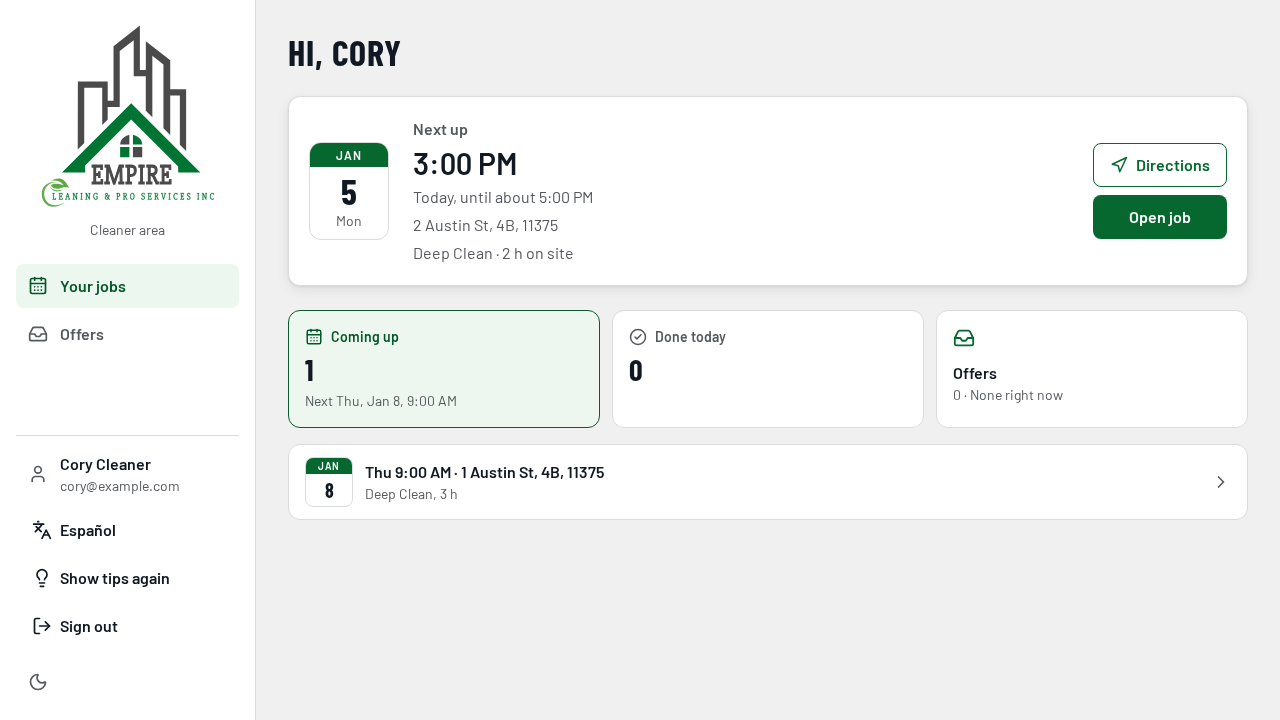 EMPIRE
LEANING & PRO SERVICES INC
Cleaner area
Your jobs
Offers
Cory Cleaner
cory@example.com
Español
Show tips again
Sign out
HI, CORY
JAN
5
Mon
Next up
3:00 PM
Today, until about 5:00 PM
2 Austin St, 4B, 11375
Deep Clean · 2 h on site
Directions
Open job
Coming up
1
Next Thu, Jan 8, 9:00 AM
Done today
0
Offers
0 · None right now
JAN
8
Thu 9:00 AM · 1 Austin St, 4B, 11375
Deep Clean, 3 h